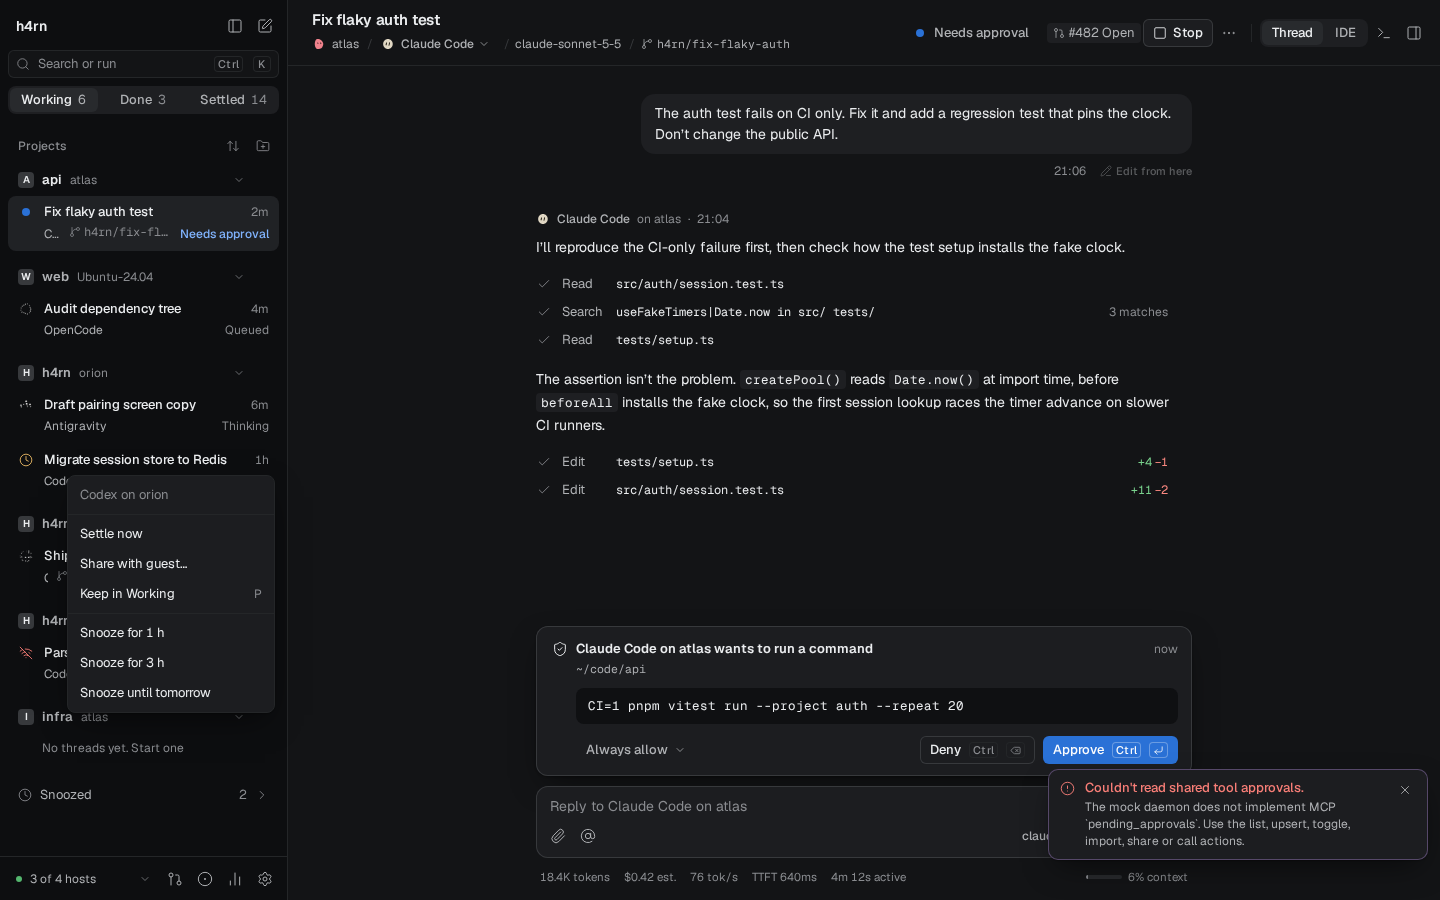 h4rn
Search or run Ctrl K
Working 6 Done 3 Settled 14
Projects
A api atlas
Fix flaky auth test 2m
C… h4rn/fix-fl… Needs approval
W web Ubuntu-24.04
Audit dependency tree 4m
OpenCode Queued
H h4rn orion
Draft pairing screen copy 6m
Antigravity Thinking
Migrate session store to Redis 1h
Codex on orion
Settle now
Share with guest…
Keep in Working P
Snooze for 1 h
Snooze for 3 h
Snooze until tomorrow
H
H
I infra atlas
No threads yet. Start one
Snoozed 2
3 of 4 hosts
Fix flaky auth test
atlas / Claude Code / claude-sonnet-5-5 / h4rn/fix-flaky-auth
Needs approval #482 Open Stop Thread IDE
The auth test fails on CI only. Fix it and add a regression test that pins the clock.
Don’t change the public API.
21:06 Edit from here
Claude Code on atlas · 21:04
I’ll reproduce the CI-only failure first, then check how the test setup installs the fake clock.
Read src/auth/session.test.ts
Search useFakeTimers|Date.now in src/ tests/ 3 matches
Read tests/setup.ts
The assertion isn’t the problem. createPool() reads Date.now() at import time, before
beforeAll installs the fake clock, so the first session lookup races the timer advance on slower
CI runners.
Edit tests/setup.ts +4 −1
Edit src/auth/session.test.ts +11 −2
Claude Code on atlas wants to run a command now
~/code/api
CI=1 pnpm vitest run --project auth --repeat 20
Always allow Deny Ctrl Approve Ctrl
Reply to Claude Code on atlas
Couldn't read shared tool approvals.
The mock daemon does not implement MCP
`pending_approvals`. Use the list, upsert, toggle,
import, share or call actions.
18.4K tokens $0.42 est. 76 tok/s TTFT 640ms 4m 12s active 6% context